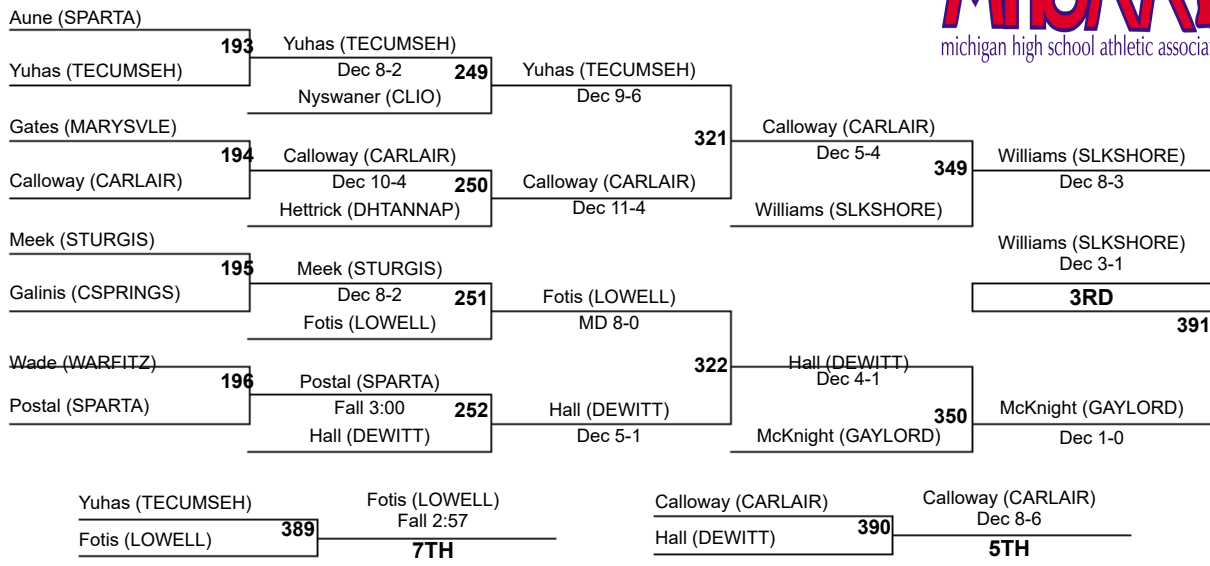 michigan high school athletic associat
Aune (SPARTA)
193
Yuhas (TECUMSEH)
Yuhas (TECUMSEH)
Dec 8-2
249
Nyswaner (CLIO)
Yuhas (TECUMSEH)
Dec 9-6
Gates (MARYSVLE)
194
Calloway (CARLAIR)
Calloway (CARLAIR)
Dec 10-4
250
Hettrick (DHTANNAP)
Calloway (CARLAIR)
Dec 11-4
321
Calloway (CARLAIR)
Dec 5-4
349
Williams (SLKSHORE)
Williams (SLKSHORE)
Dec 8-3
Meek (STURGIS)
195
Galinis (CSPRINGS)
Meek (STURGIS)
Dec 8-2
251
Fotis (LOWELL)
Fotis (LOWELL)
MD 8-0
Williams (SLKSHORE)
Dec 3-1
3RD
391
Wade (WARFITZ)
196
Postal (SPARTA)
Postal (SPARTA)
Fall 3:00
252
Hall (DEWITT)
Hall (DEWITT)
Dec 5-1
322
Hall (DEWITT)
Dec 4-1
350
McKnight (GAYLORD)
McKnight (GAYLORD)
Dec 1-0
Yuhas (TECUMSEH)
389
Fotis (LOWELL)
Fotis (LOWELL)
Fall 2:57
7TH
Calloway (CARLAIR)
390
Hall (DEWITT)
Calloway (CARLAIR)
Dec 8-6
5TH